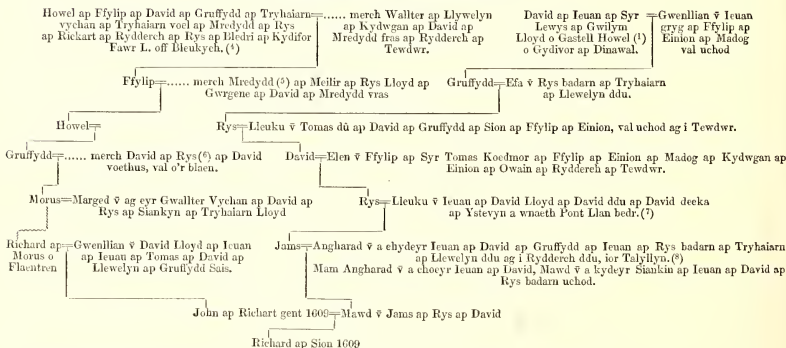 Howel ap Ffylip ap David ap Gruffydd ap Tryhaiarn
vychan ap Tryhaiarn voel ap Mredydd ap Rys
ap Rickart ap Rydderch ap Rys ap Bledri ap Kydifor
Fawr L. off Bleukych.(⁴)
...... merch Wallter ap Llywelyn
ap Kydwgan ap David ap
Mredydd fras ap Rydderch ap
Tewdwr.
David ap Ieuan ap Syr
Lewys ap Gwilym
Lloyd o Gastell Howel (¹)
o Gydivor ap Dinawal.
Gwenllian v̄ Ieuan
gryg ap Ffylip ap
Einion ap Madog
val uchod
Ffylip
...... merch Mredydd (⁵) ap Meilir ap Rys Lloyd ap
Gwrgene ap David ap Mredydd vras
Gruffydd
Efa v̄ Rys badarn ap Tryhaiarn
ap Llewelyn ddu.
Howel
Rys
Lleuku v̄ Tomas dû ap David ap Gruffydd ap Sion ap Ffylip ap Einion, val uchod ag i Tewdwr.
Gruffydd
...... merch David ap Rys(⁶) ap David
voethus, val o'r blaen.
David
Elen v̄ Ffylip ap Syr Tomas Koedmor ap Ffylip ap Einion ap Madog ap Kydwgan ap
Einion ap Owain ap Rydderch ap Tewdwr.
Morus
Marged v̄ ag eyr Gwallter Vychan ap David ap
Rys ap Siankyn ap Tryhaiarn Lloyd
Rys
Lleuku v̄ Ieuan ap David Lloyd ap David ddu ap David deeka
ap Ystevyn a wnaeth Pont Llan bedr.(⁷)
Richard ap
Morus o
Flaentren
Gwenllian v̄ David Lloyd ap Ieuan
ap Ieuau ap Tomas ap David ap
Llewelyn ap Gruffydd Sais.
Jams
Angharad v̄ a chydeyr Ieuan ap David ap Gruffydd ap Ieuan ap Rys badarn ap Tryhaiarn
ap Llewelyn ddu ag i Rydderch ddu, ior Talyllyn.(⁸)
Mam Angharad v̄ a choeyr Ieuan ap David, Mawd v̄ a kydeyr Siankin ap Ieuan ap David ap
Rys badarn uchod.
John ap Richart gent 1609
Mawd v̄ Jams ap Rys ap David
Richard ap Sion 1609